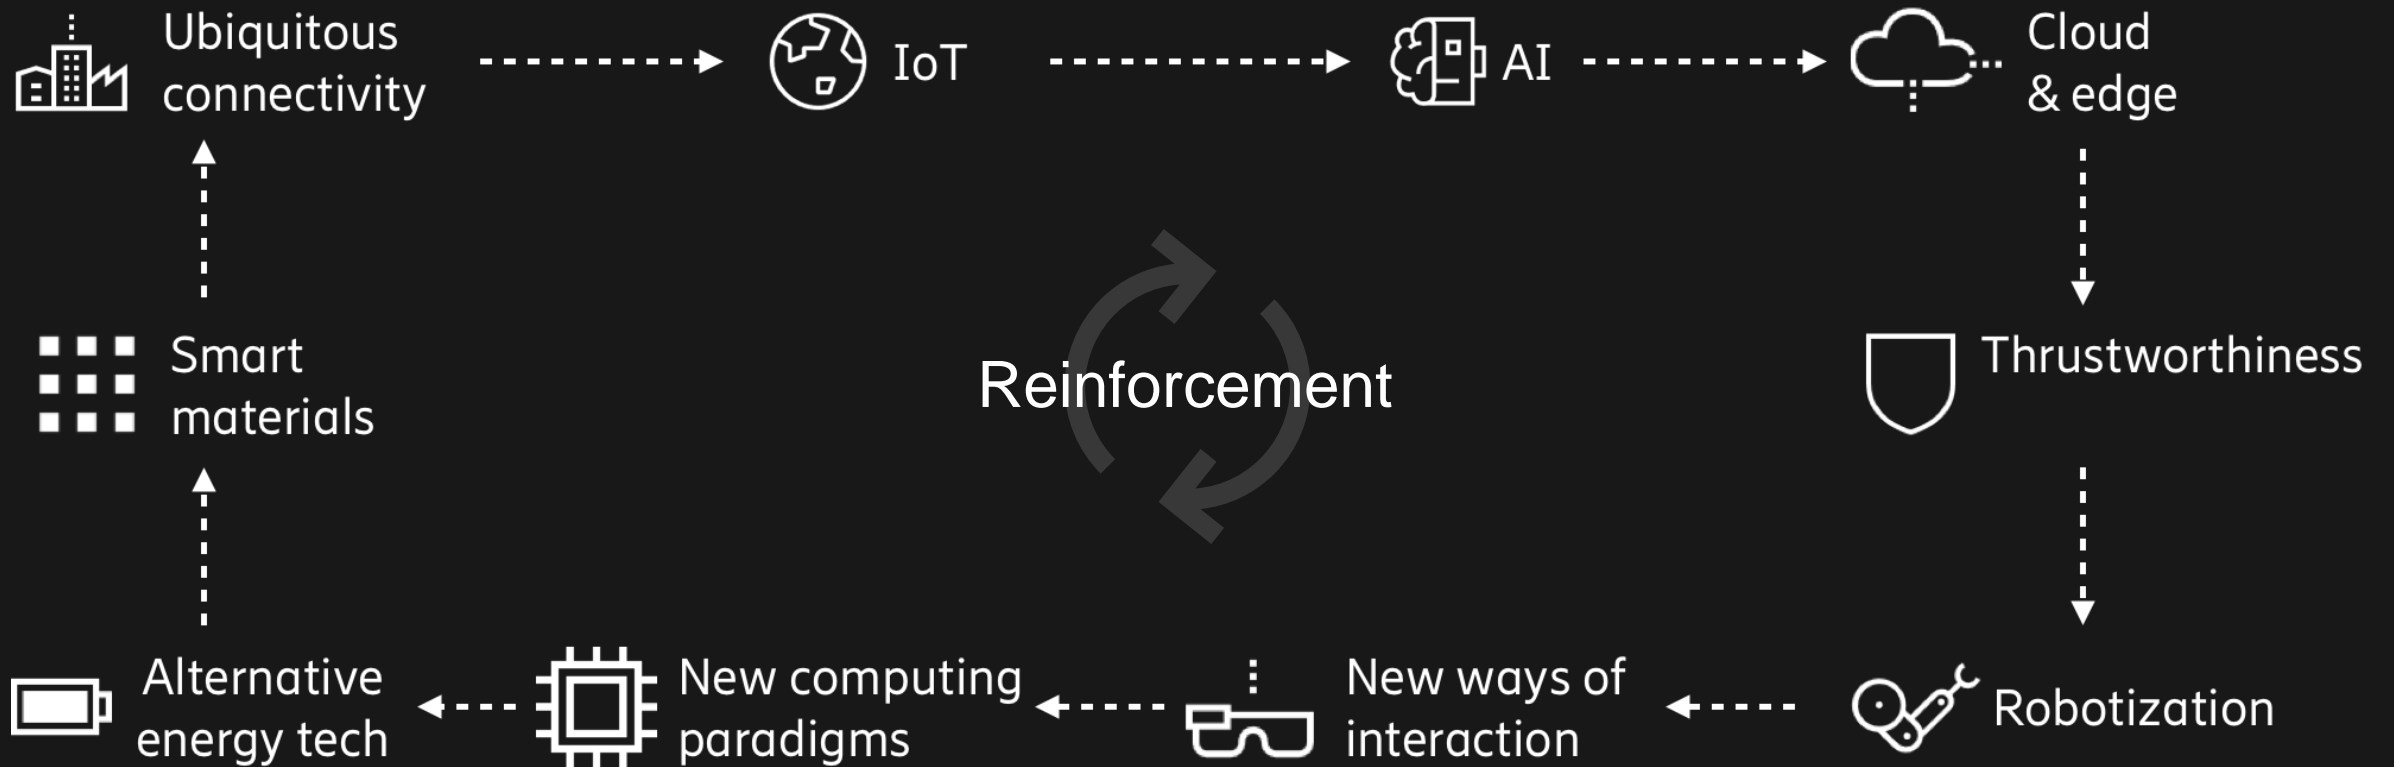 Ubiquitous
connectivity
IoT
AI
Cloud
& edge
Smart
materials
Reinforcement
Thrustworthiness
Alternative
energy tech
New computing
paradigms
New ways of
interaction
Robotization